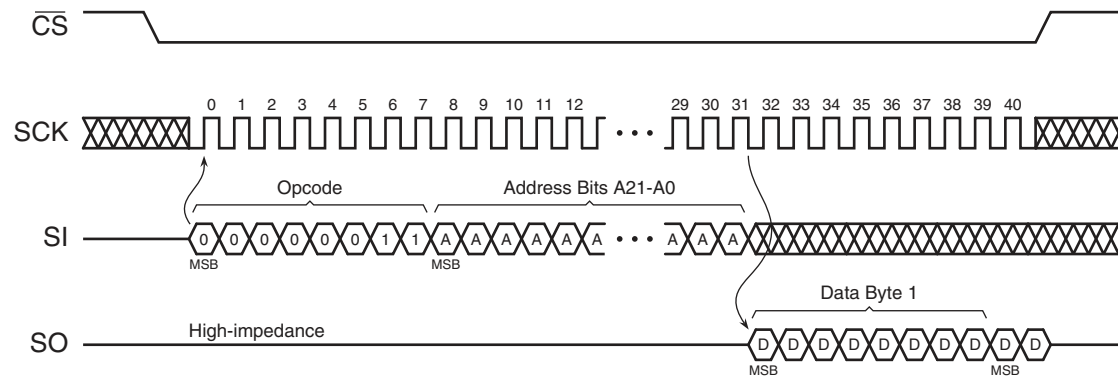 CS
0 1 2 3 4 5 6 7 8 9 10 11 12 29 30 31 32 33 34 35 36 37 38 39 40
SCK
Opcode Address Bits A21-A0
SI 0 0 0 0 0 0 1 1 A A A A A A A A A
MSB MSB
Data Byte 1
High-impedance
SO D D D D D D D D D D
MSB MSB